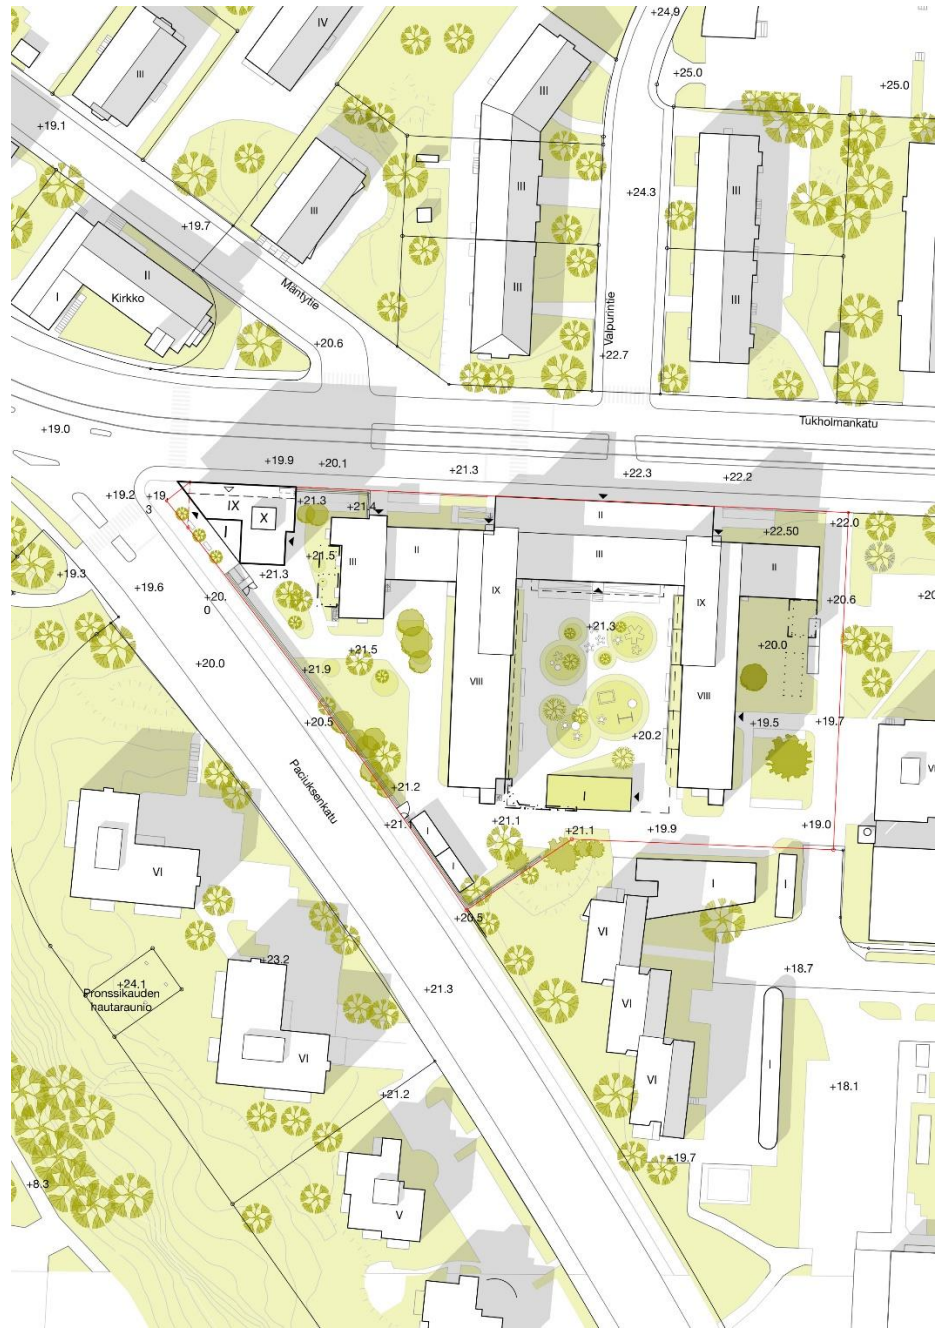 +24.9
IV
III
III
+25.0
+25.0
+19.1
III
III
+24.3
III
III
+19.7
II
I
Kirkko
Mäntytie
III
III
Valpurintie
+20.6
+22.7
Tukholmankatu
+19.0
+19.9
+20.1
+21.3
+22.3
+22.2
+19.2
+19.
3
IX
X
I
+21.3
+21.4
II
+22.50
+22.0
+21.5
III
II
III
II
+21.3
+19.3
+19.6
+20.
0
IX
IX
+20.6
+21.3
+20.0
+21.5
+20.0
+21.9
VIII
VIII
+20.5
+19.5
+19.7
+20.2
Paciuksenkatu
+21.2
I
+21.1
+21.1
+21.1
+19.9
+19.0
I
I
VI
I
I
+20.5
VI
+23.2
+24.1
Pronssikauden
hautaraunio
+21.3
+18.7
VI
VI
I
VI
+18.1
+21.2
+19.7
+8.3
V